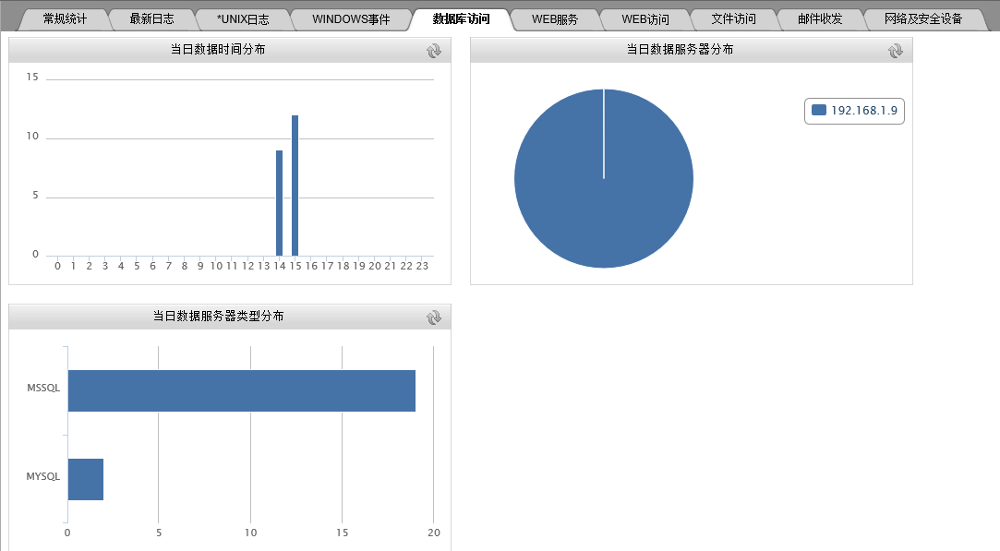 常规统计 最新日志 *UNIX日志 WINDOWS事件 数据库访问 WEB服务 WEB访问 文件访问 邮件收发 网络及安全设备
当日数据时间分布
15
10
5
0
0 1 2 3 4 5 6 7 8 9 10 11 12 13 14 15 16 17 18 19 20 21 22 23
当日数据服务器分布
192.168.1.9
当日数据服务器类型分布
MSSQL
MYSQL
0 5 10 15 20